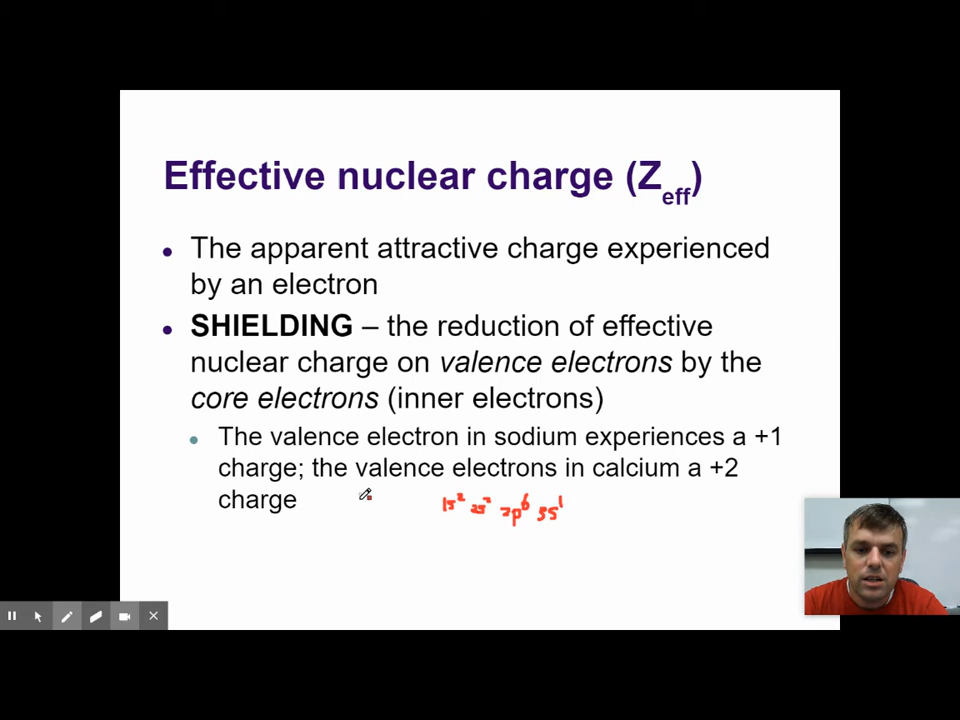 Effective nuclear charge (Zeff)
● The apparent attractive charge experienced
by an electron
● SHIELDING – the reduction of effective
nuclear charge on valence electrons by the
core electrons (inner electrons)
● The valence electron in sodium experiences a +1
charge; the valence electrons in calcium a +2
charge
1s² 2s² 2p⁶ 3s¹